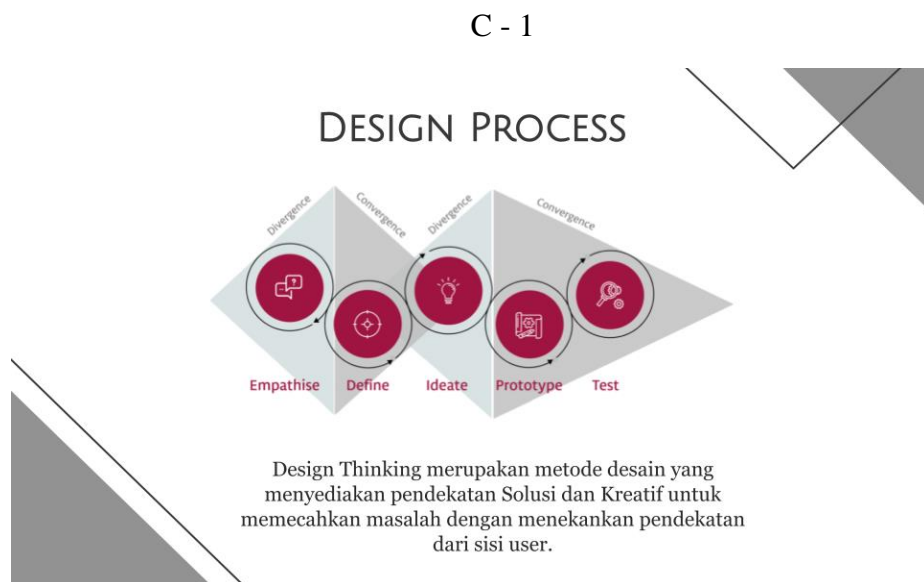 C - 1
DESIGN PROCESS
Divergence
Convergence
Divergence
Convergence
Empathise
Define
Ideate
Prototype
Test
Design Thinking merupakan metode desain yang
menyediakan pendekatan Solusi dan Kreatif untuk
memecahkan masalah dengan menekankan pendekatan
dari sisi user.